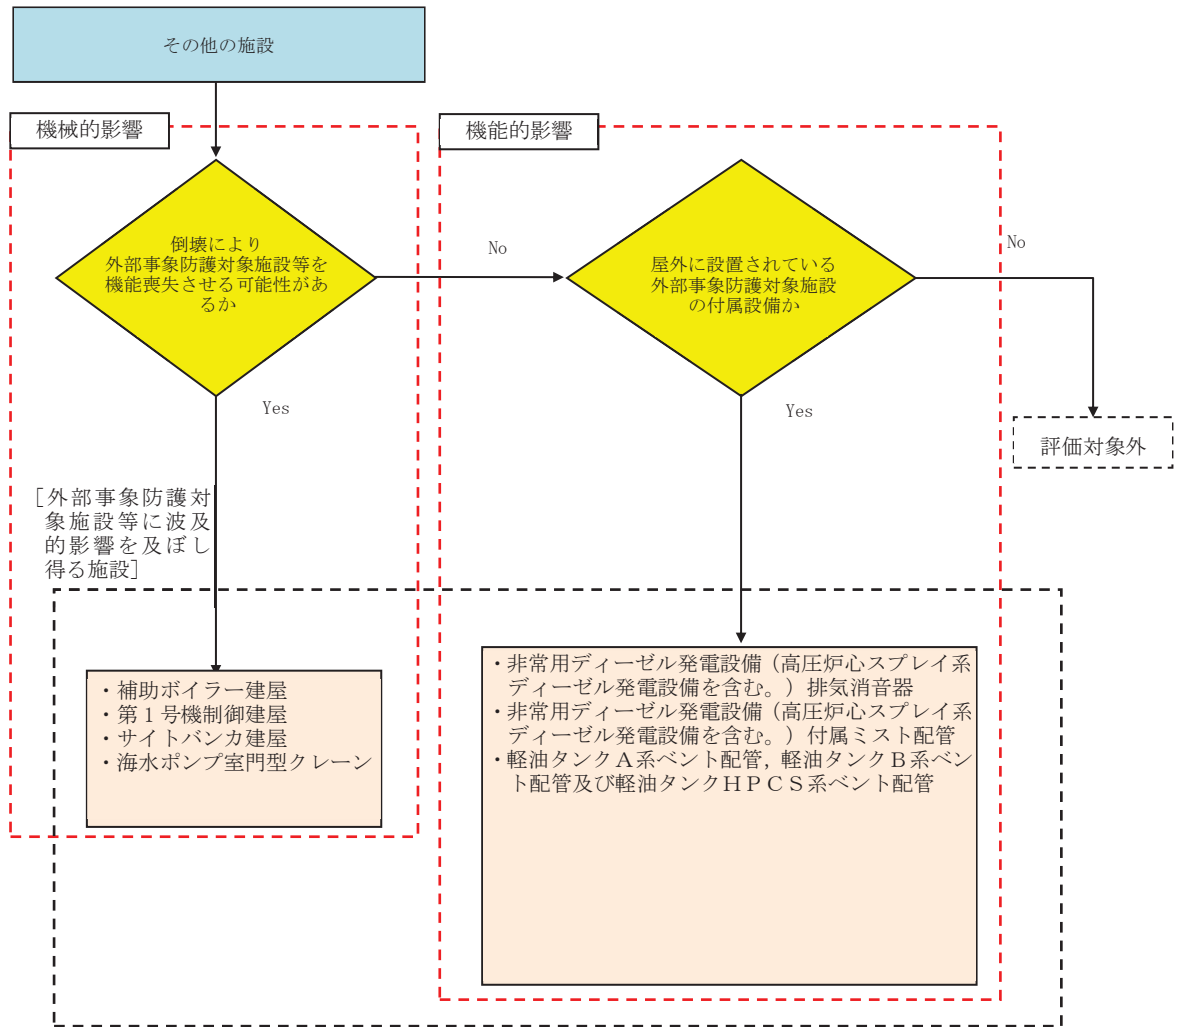 その他の施設
機械的影響
機能的影響
倒壊により
外部事象防護対象施設等を
機能喪失させる可能性があ
るか
No
屋外に設置されている
外部事象防護対象施設
の付属設備か
No
Yes
Yes
評価対象外
[外部事象防護対
象施設等に波及
的影響を及ぼし
得る施設]
・補助ボイラー建屋
・第1号機制御建屋
・サイトバンカ建屋
・海水ポンプ室門型クレーン
・非常用ディーゼル発電設備(高圧炉心スプレイ系
ディーゼル発電設備を含む。)排気消音器
・非常用ディーゼル発電設備(高圧炉心スプレイ系
ディーゼル発電設備を含む。)付属ミスト配管
・軽油タンクA系ベント配管,軽油タンクB系ベン
ト配管及び軽油タンクHPCS系ベント配管